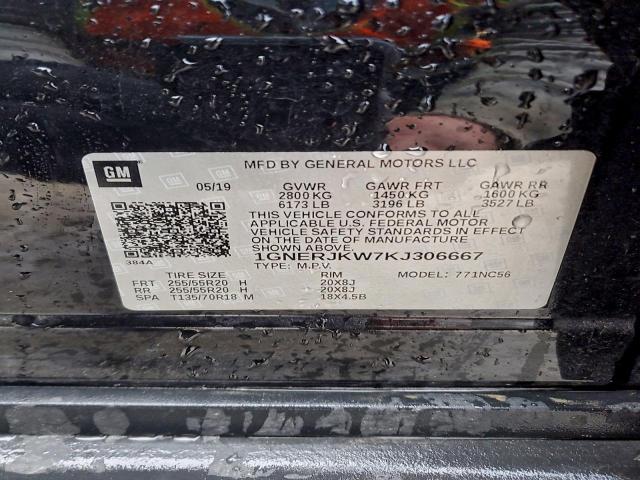 GM
MFD BY GENERAL MOTORS LLC
05/19 GVWR GAWR FRT GAWR RR
2800 KG 1450 KG 1600 KG
6173 LB 3196 LB 3527 LB
THIS VEHICLE CONFORMS TO ALL
APPLICABLE U.S. FEDERAL MOTOR
VEHICLE SAFETY STANDARDS IN EFFECT
ON THE DATE OF MANUFACTURE
SHOWN ABOVE.
1GNERJKW7KJ306667
384A
TYPE: M.P.V. MODEL: 771NC56
TIRE SIZE RIM
FRT 255/55R20 H 20X8J
RR 255/55R20 H 20X8J
SPA T135/70R18 M 18X4.5B